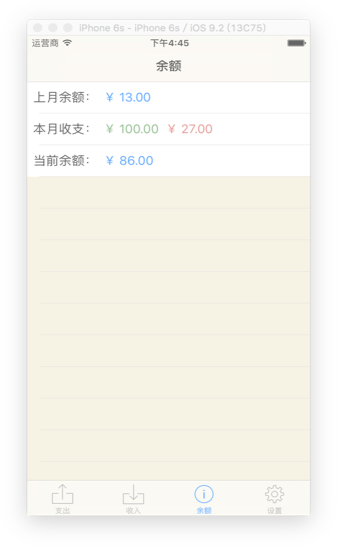 iPhone 6s - iPhone 6s / iOS 9.2 (13C75)
运营商 下午4:45
余额
上月余额： ￥ 13.00
本月收支： ￥ 100.00 ￥ 27.00
当前余额： ￥ 86.00
支出 收入 余额 设置